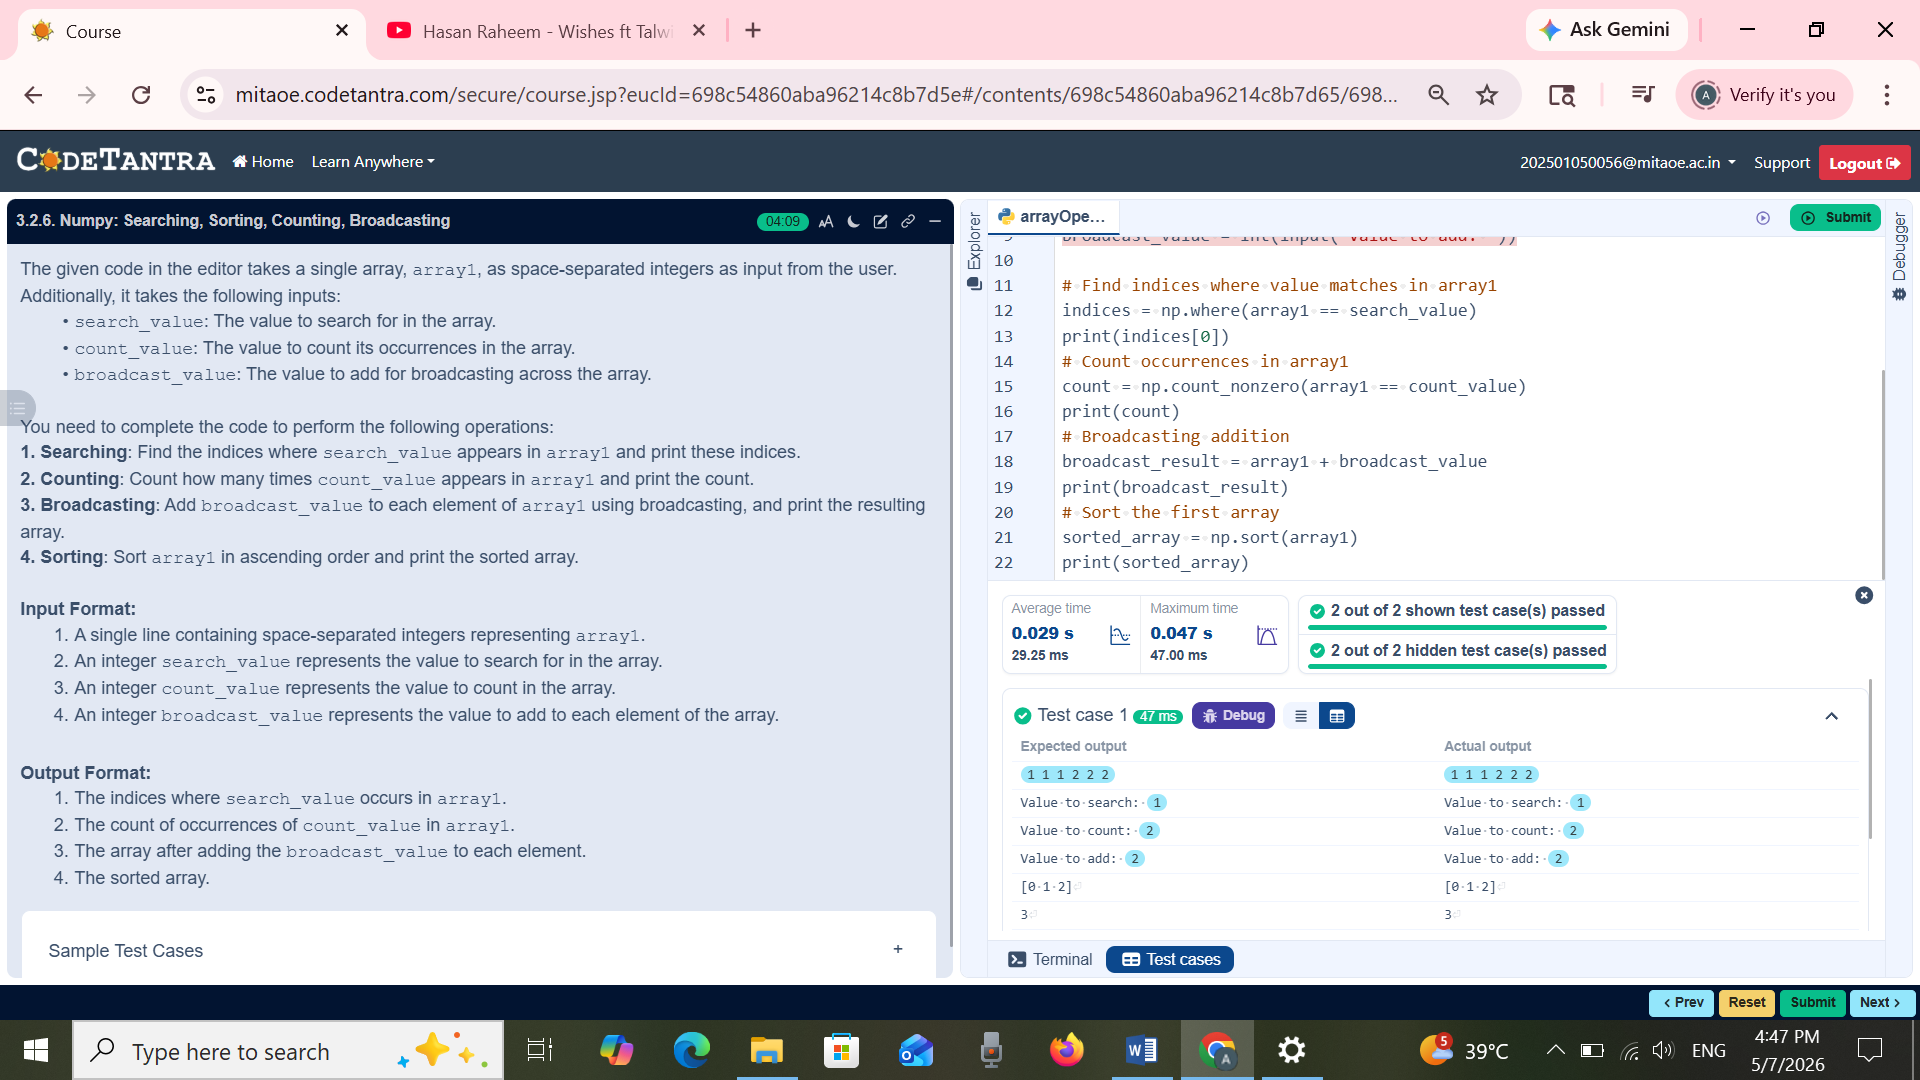 Course
Hasan Raheem - Wishes ft Talw
Ask Gemini
mitaoe.codetantra.com/secure/course.jsp?eucId=698c54860aba96214c8b7d5e#/contents/698c54860aba96214c8b7d65/698...
A
Verify it's you
CODETANTRA
Home
Learn Anywhere
202501050056@mitaoe.ac.in
Support
Logout
3.2.6. Numpy: Searching, Sorting, Counting, Broadcasting
04:09
AA
The given code in the editor takes a single array, array1, as space-separated integers as input from the user.
Additionally, it takes the following inputs:
• search_value: The value to search for in the array.
• count_value: The value to count its occurrences in the array.
• broadcast_value: The value to add for broadcasting across the array.
You need to complete the code to perform the following operations:
1. Searching: Find the indices where search_value appears in array1 and print these indices.
2. Counting: Count how many times count_value appears in array1 and print the count.
3. Broadcasting: Add broadcast_value to each element of array1 using broadcasting, and print the resulting
array.
4. Sorting: Sort array1 in ascending order and print the sorted array.
Input Format:
1. A single line containing space-separated integers representing array1.
2. An integer search_value represents the value to search for in the array.
3. An integer count_value represents the value to count in the array.
4. An integer broadcast_value represents the value to add to each element of the array.
Output Format:
1. The indices where search_value occurs in array1.
2. The count of occurrences of count_value in array1.
3. The array after adding the broadcast_value to each element.
4. The sorted array.
Sample Test Cases
+
Explorer
arrayOpe...
Submit
Debugger
9 broadcast_value = int(input("Value to add: "))
10
11 # Find indices where value matches in array1
12 indices = np.where(array1 == search_value)
13 print(indices[0])
14 # Count occurrences in array1
15 count = np.count_nonzero(array1 == count_value)
16 print(count)
17 # Broadcasting addition
18 broadcast_result = array1 + broadcast_value
19 print(broadcast_result)
20 # Sort the first array
21 sorted_array = np.sort(array1)
22 print(sorted_array)
Average time
0.029 s
29.25 ms
Maximum time
0.047 s
47.00 ms
2 out of 2 shown test case(s) passed
2 out of 2 hidden test case(s) passed
Test case 1
47 ms
Debug
Expected output
Actual output
1 1 1 2 2 2
1 1 1 2 2 2
Value to search: 1
Value to search: 1
Value to count: 2
Value to count: 2
Value to add: 2
Value to add: 2
[0 1 2]
[0 1 2]
3
3
Terminal
Test cases
< Prev
Reset
Submit
Next >
Type here to search
5
39°C
ENG
4:47 PM
5/7/2026